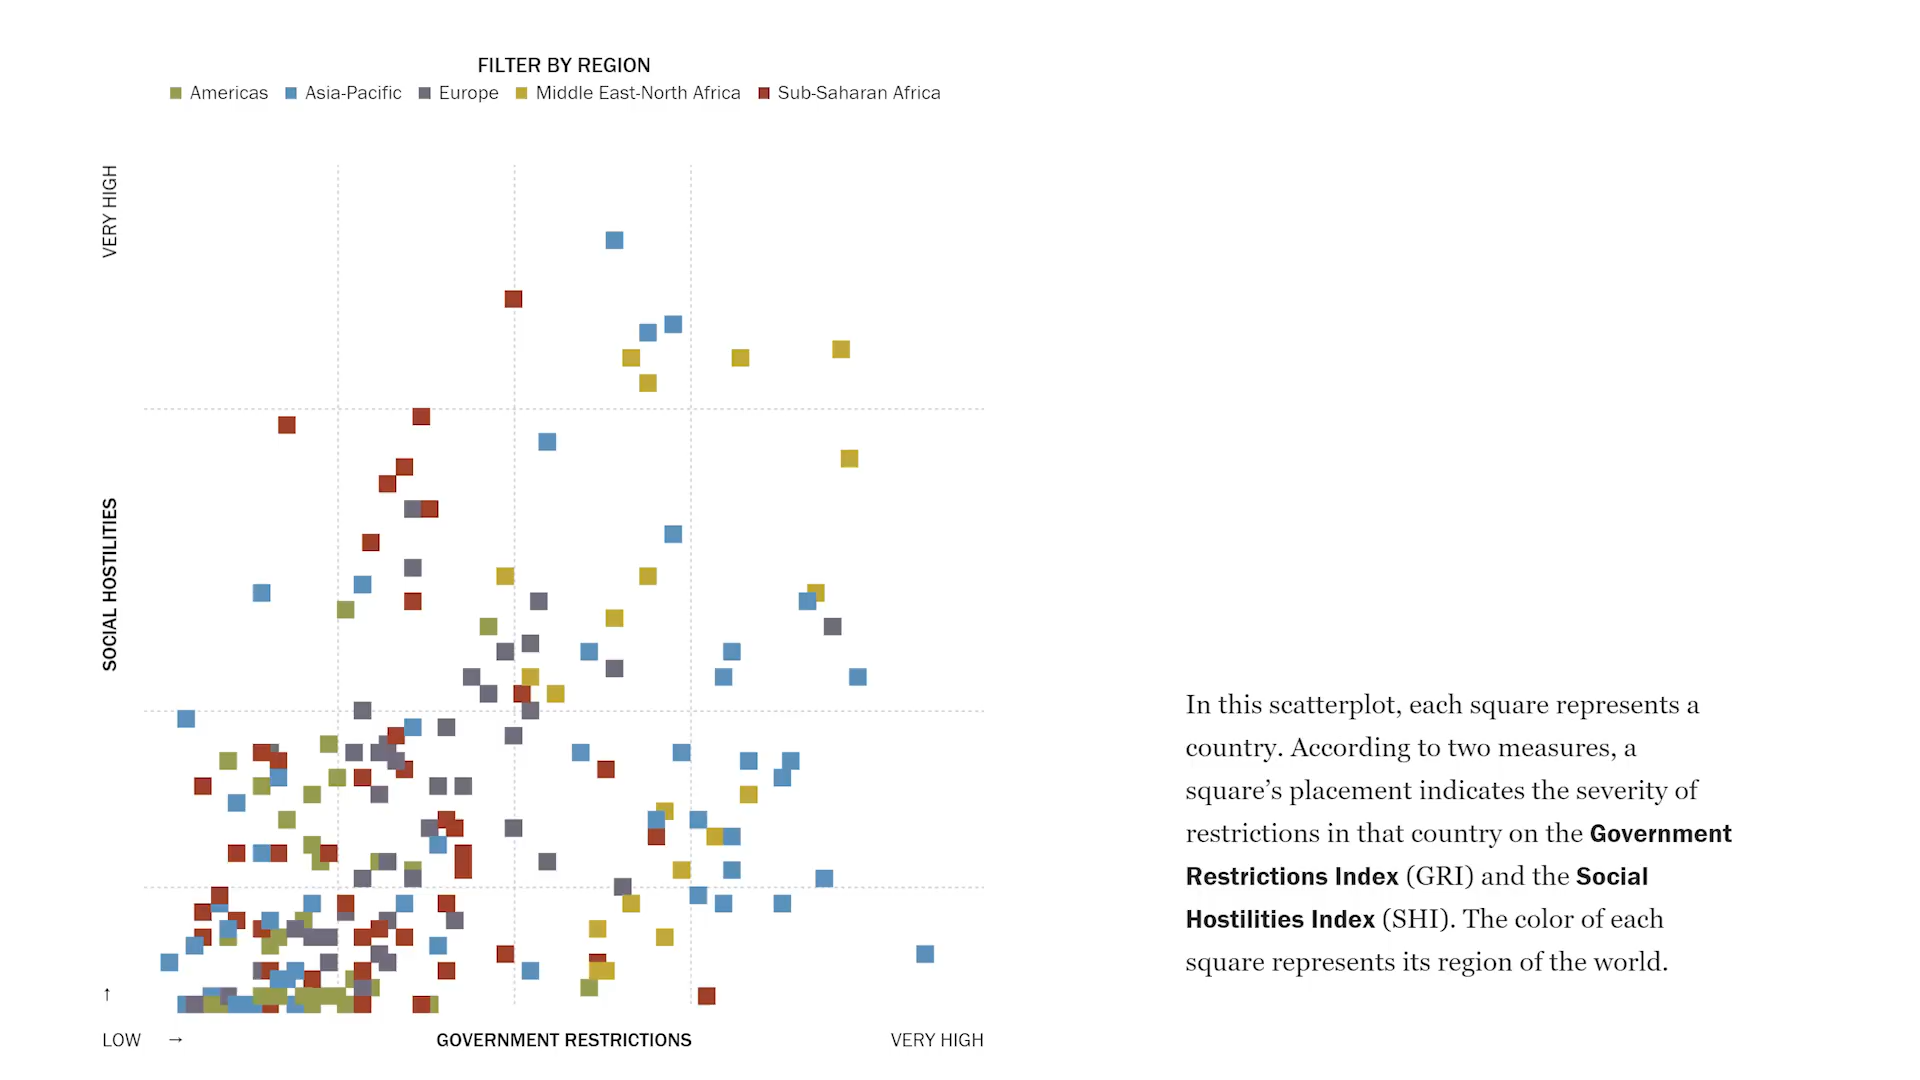 FILTER BY REGION
Americas Asia-Pacific Europe Middle East-North Africa Sub-Saharan Africa
VERY HIGH
SOCIAL HOSTILITIES
↑
LOW → GOVERNMENT RESTRICTIONS VERY HIGH
In this scatterplot, each square represents a
country. According to two measures, a
square’s placement indicates the severity of
restrictions in that country on the Government
Restrictions Index (GRI) and the Social
Hostilities Index (SHI). The color of each
square represents its region of the world.